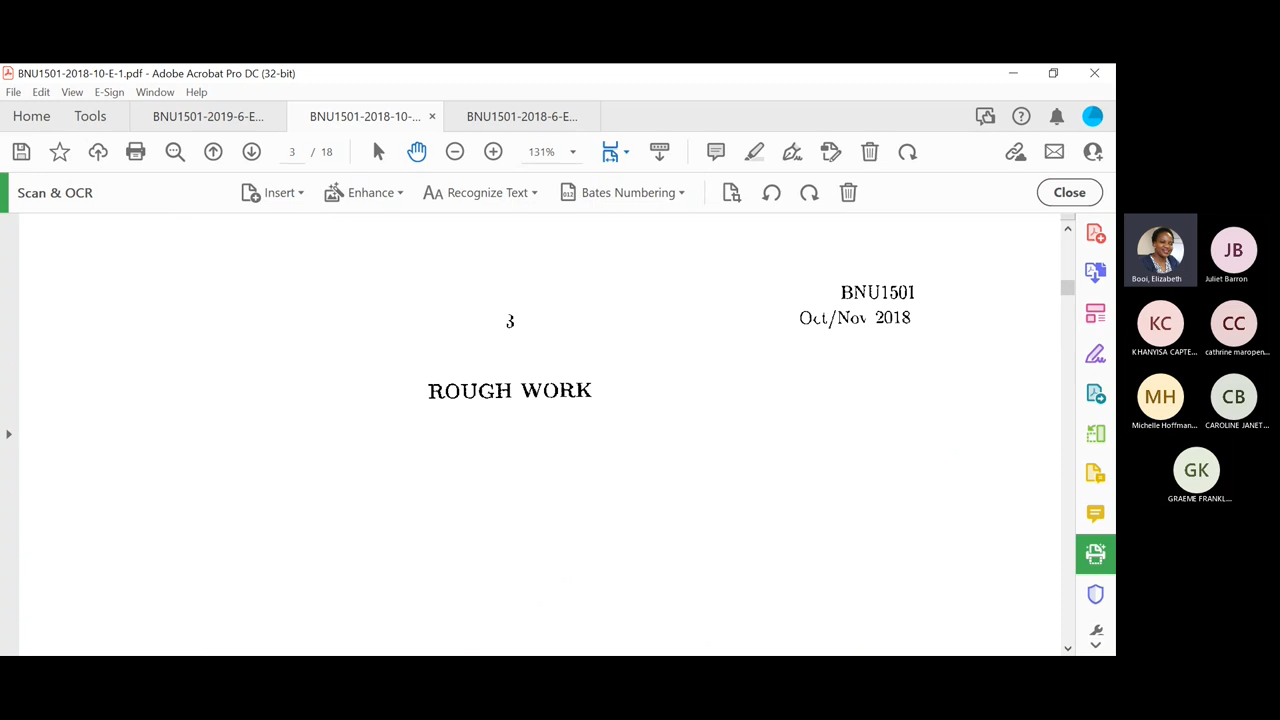 BNU1501-2018-10-E-1.pdf - Adobe Acrobat Pro DC (32-bit)
File Edit View E-Sign Window Help
Home Tools BNU1501-2019-6-E... BNU1501-2018-10-... × BNU1501-2018-6-E...
3 / 18 131%
Scan & OCR Insert Enhance Recognize Text Bates Numbering Close
BNU1501
3
Oct/Nov 2018
ROUGH WORK
Booi, Elizabeth
JB
Juliet Barron
KC
KHANYISA CAPTE...
CC
cathrine maropen...
MH
Michelle Hoffman...
CB
CAROLINE JANET...
GK
GRAEME FRANKL...